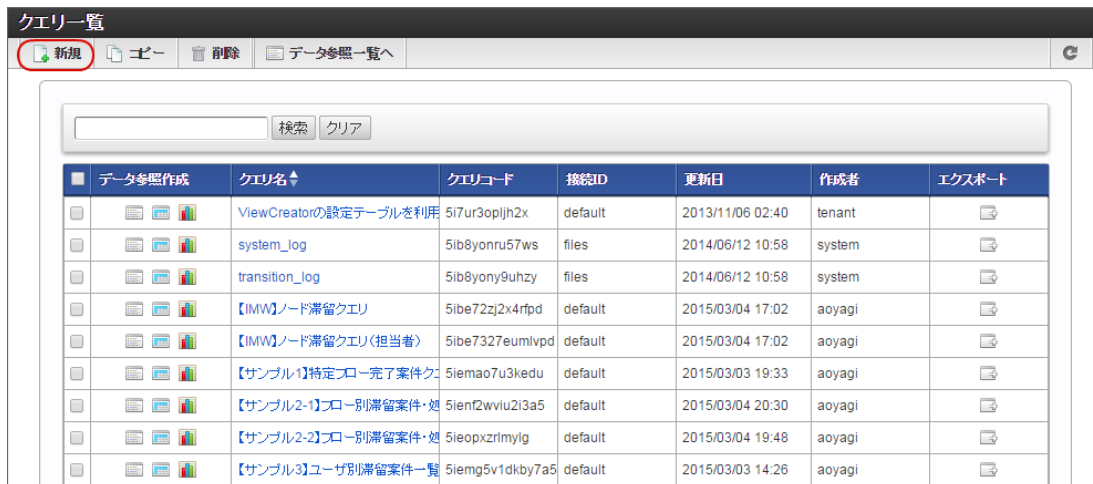 クエリ一覧
新規 コピー 削除 データ参照一覧へ
検索 クリア
データ参照作成 クエリ名 クエリコード 接続ID 更新日 作成者 エクスポート
ViewCreatorの設定テーブルを利用 5i7ur3opljh2x default 2013/11/06 02:40 tenant
system_log 5ib8yonru57ws files 2014/06/12 10:58 system
transition_log 5ib8yony9uhzy files 2014/06/12 10:58 system
【IMW】ノード滞留クエリ 5ibe72zj2x4rfpd default 2015/03/04 17:02 aoyagi
【IMW】ノード滞留クエリ（担当者） 5ibe7327eumlvpd default 2015/03/04 17:02 aoyagi
【サンプル1】特定フロー完了案件クエ 5iemao7u3kedu default 2015/03/03 19:33 aoyagi
【サンプル2-1】フロー別滞留案件・処 5ienf2wviu2i3a5 default 2015/03/04 20:30 aoyagi
【サンプル2-2】フロー別滞留案件・処 5ieopxzrlmylg default 2015/03/04 19:48 aoyagi
【サンプル3】ユーザ別滞留案件一覧 5iemg5v1dkby7a5 default 2015/03/03 14:26 aoyagi